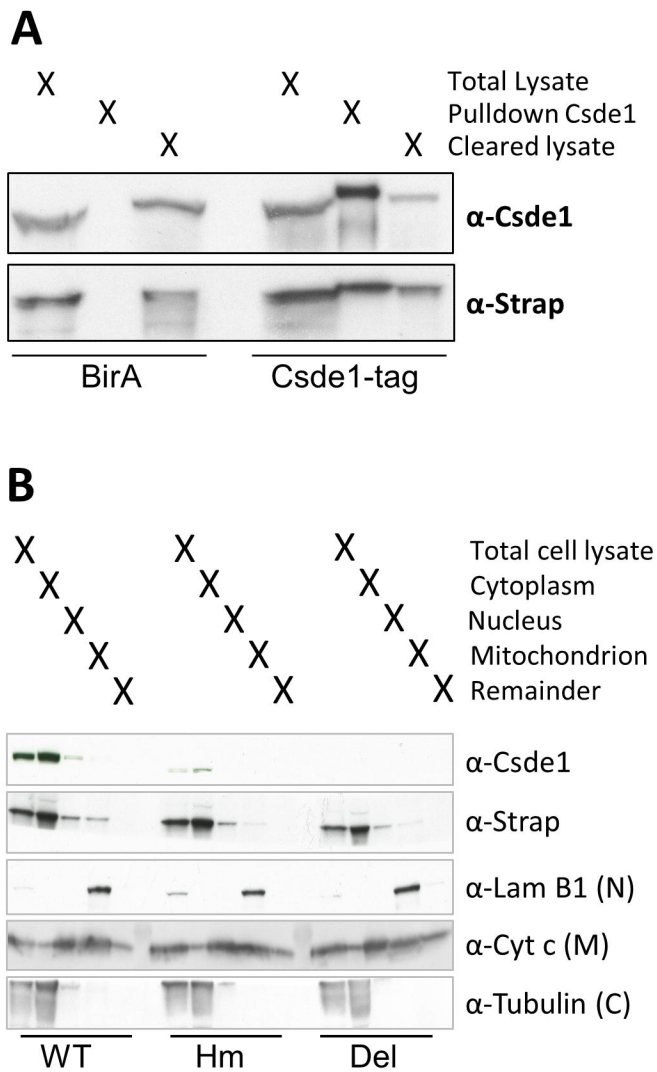 A
X X Total Lysate
X X Pulldown Csde1
X X Cleared lysate
α-Csde1
α-Strap
BirA Csde1-tag
B
X X X Total cell lysate
X X X Cytoplasm
X X X Nucleus
X X X Mitochondrion
X X X Remainder
α-Csde1
α-Strap
α-Lam B1 (N)
α-Cyt c (M)
α-Tubulin (C)
WT Hm Del